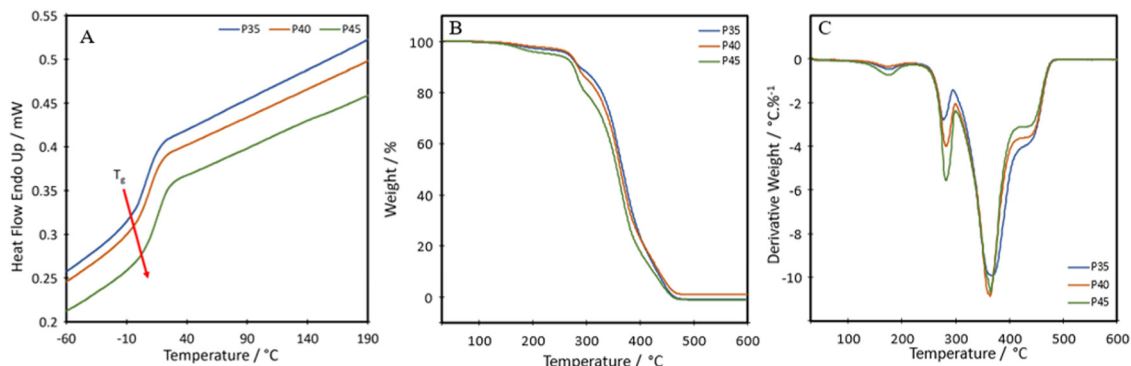 A
P35 P40 P45
0.55
0.5
0.45
0.4
0.35
0.3
0.25
0.2
Heat Flow Endo Up / mW
Tg
-60 -10 40 90 140 190
Temperature / °C
B
P35
P40
P45
100
80
60
40
20
0
Weight / %
100 200 300 400 500 600
Temperature / °C
C
0
-2
-4
-6
-8
-10
Derivative Weight / °C.%-1
P35
P40
P45
100 200 300 400 500 600
Temperature / °C